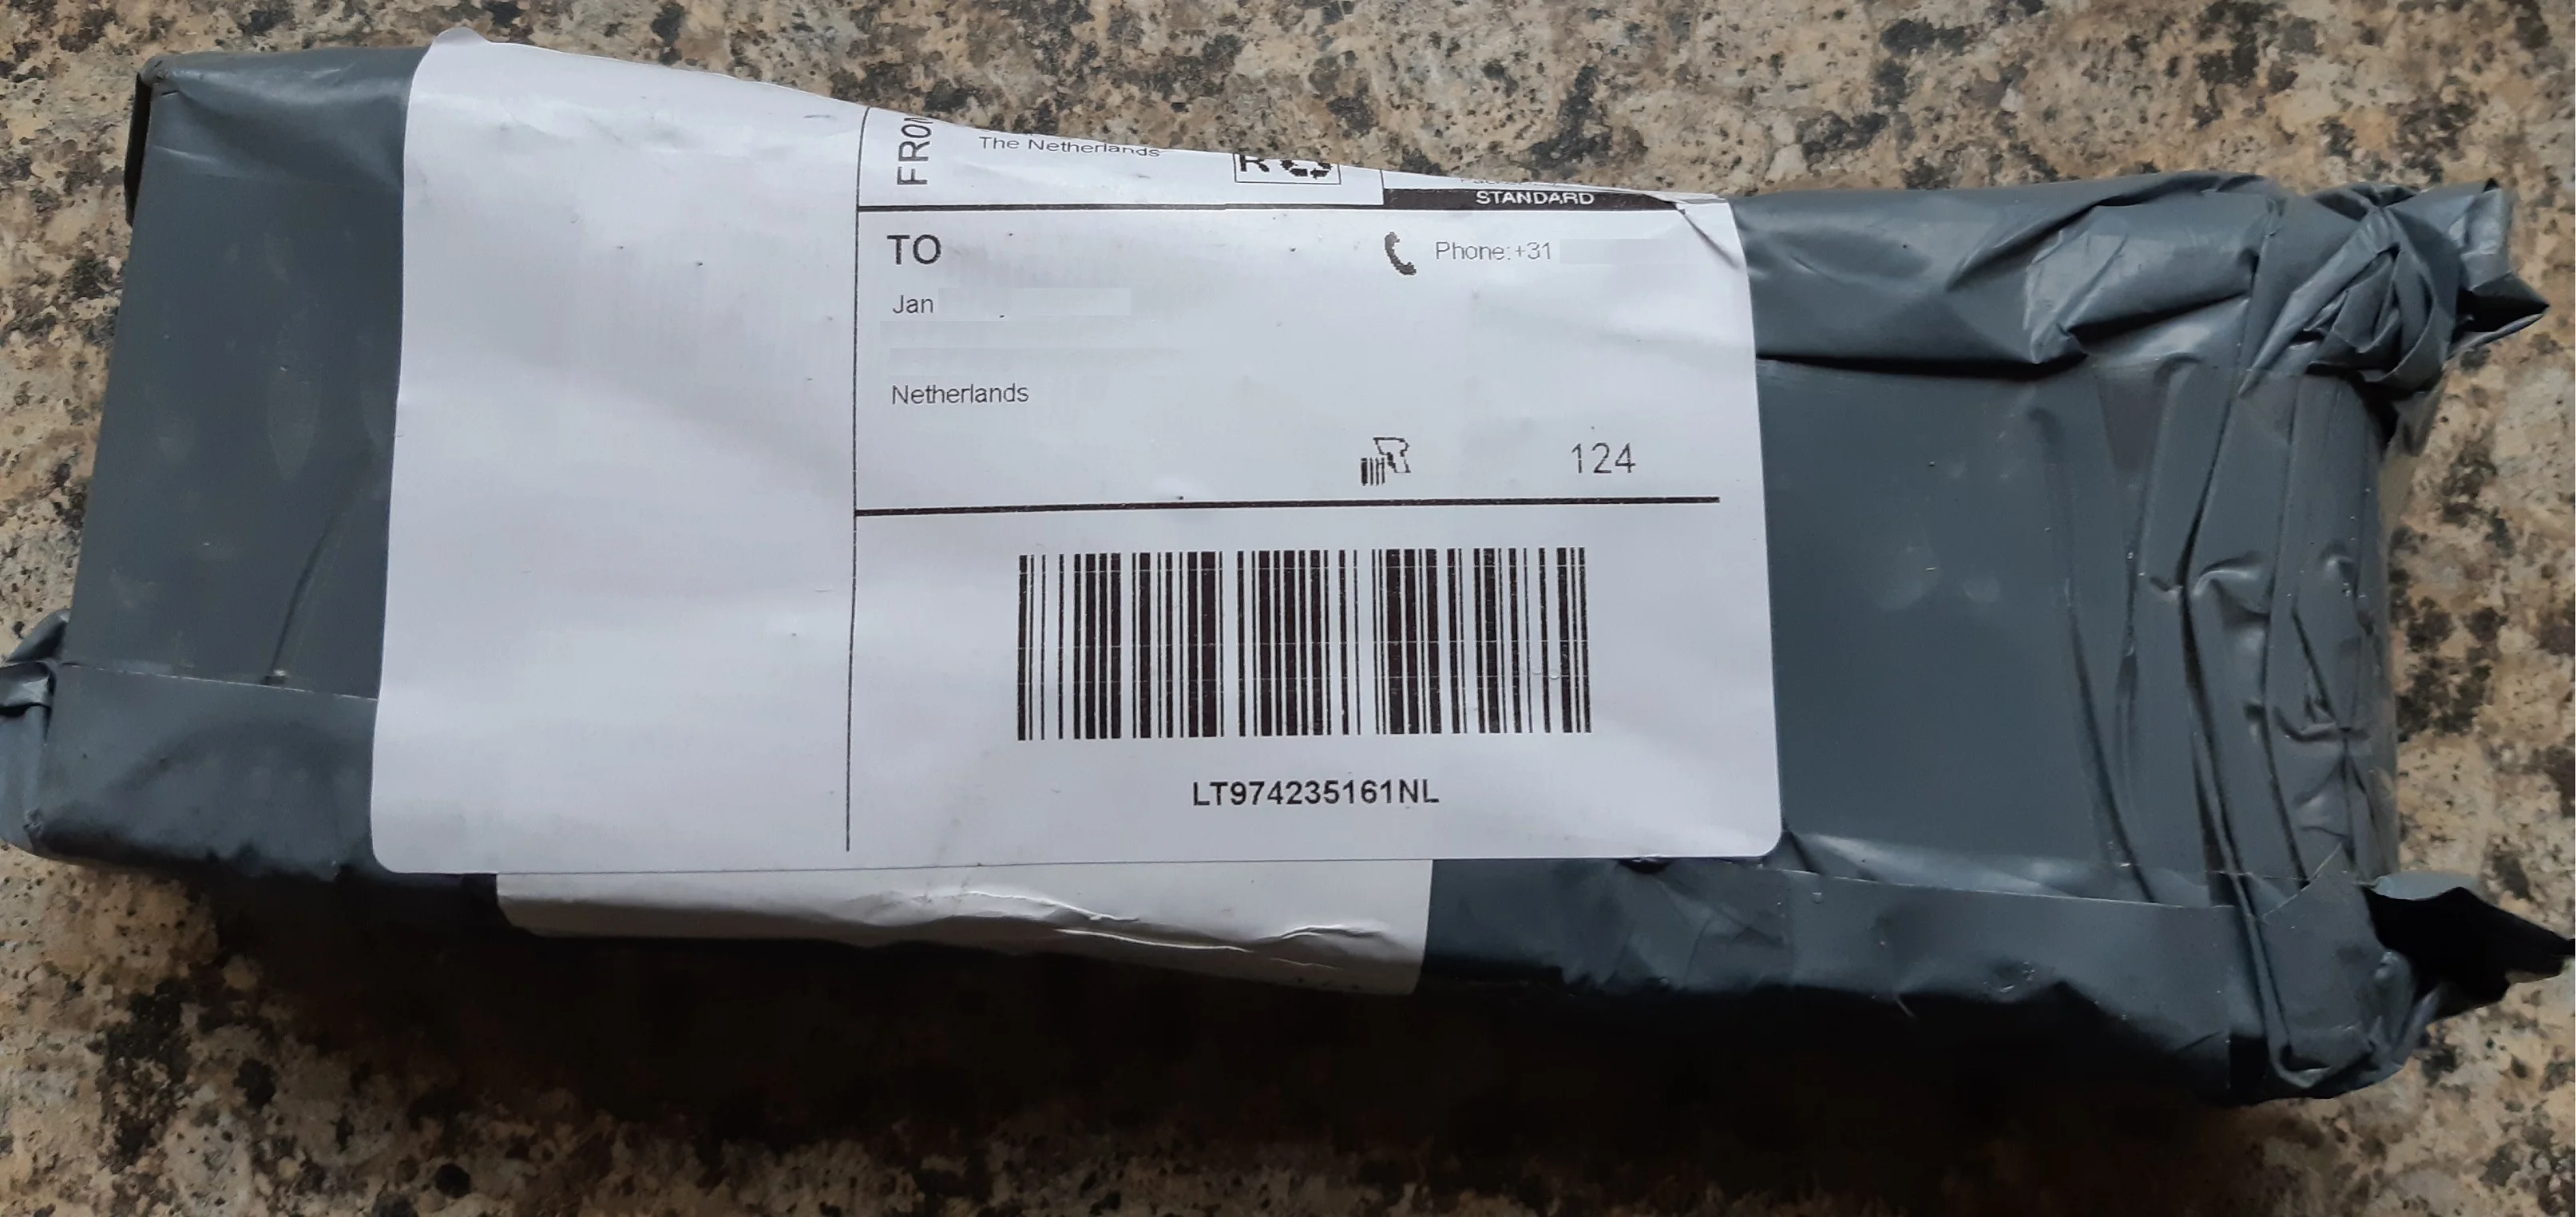 FROM
The Netherlands
R
STANDARD
TO
Phone:+31
Jan
Netherlands
124
LT974235161NL